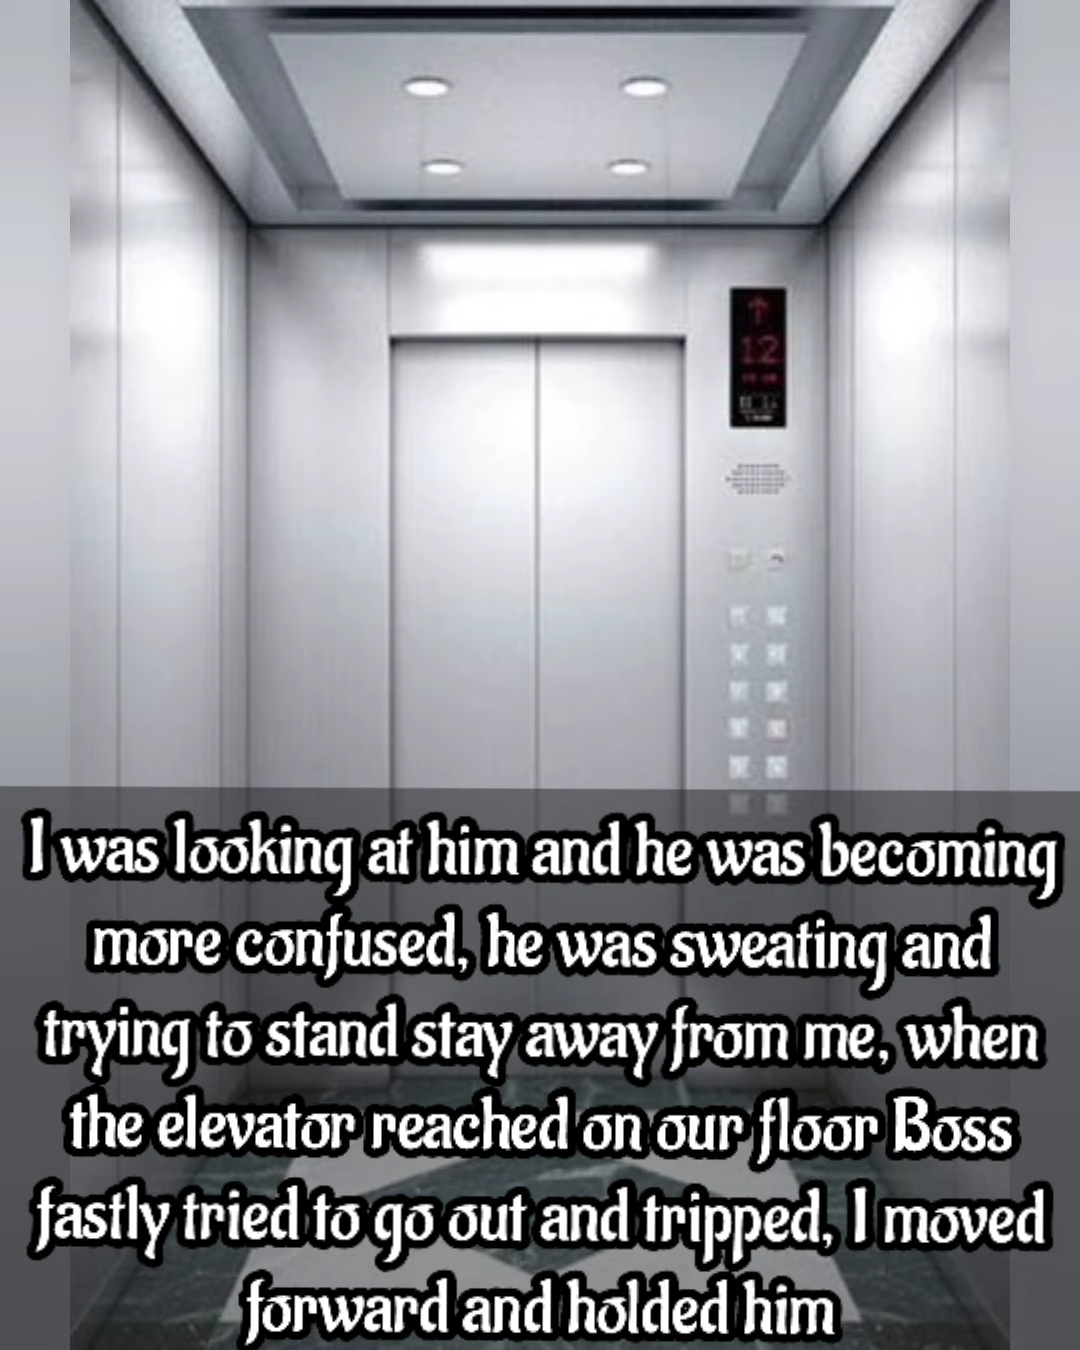 12
I was looking at him and he was becoming
more confused, he was sweating and
trying to stand stay away from me, when
the elevator reached on our floor Boss
fastly tried to go out and tripped, I moved
forward and holded him